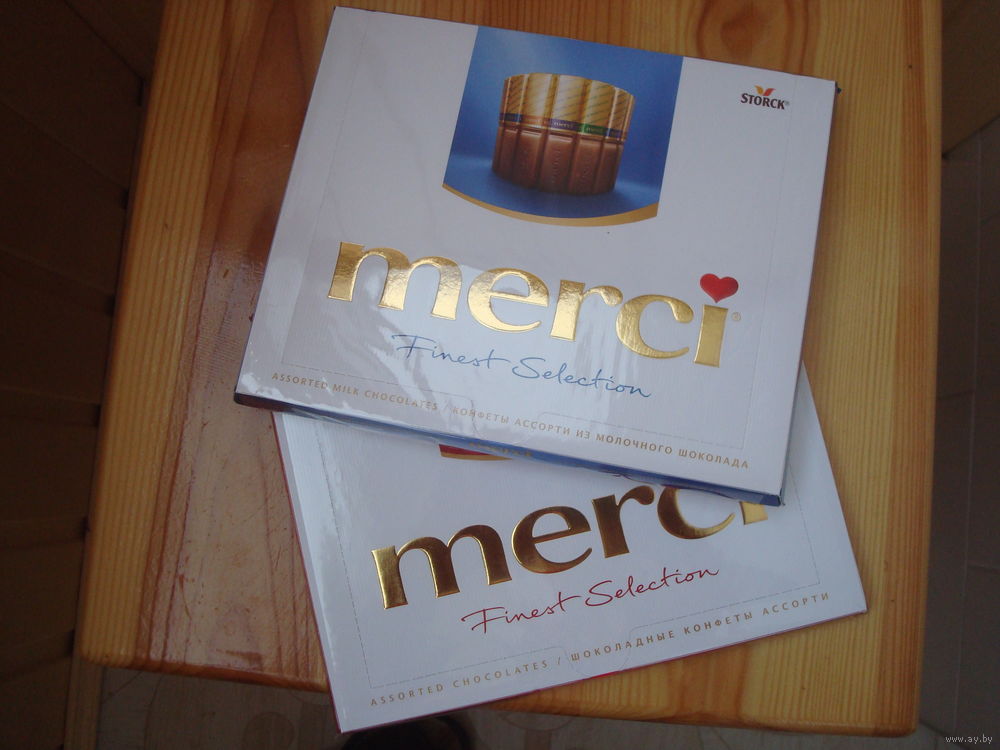 STORCK®
merci®
Finest Selection
ASSORTED MILK CHOCOLATES / КОНФЕТЫ АССОРТИ ИЗ МОЛОЧНОГО ШОКОЛАДА
merci
Finest Selection
ASSORTED CHOCOLATES / ШОКОЛАДНЫЕ КОНФЕТЫ АССОРТИ
www.ay.by